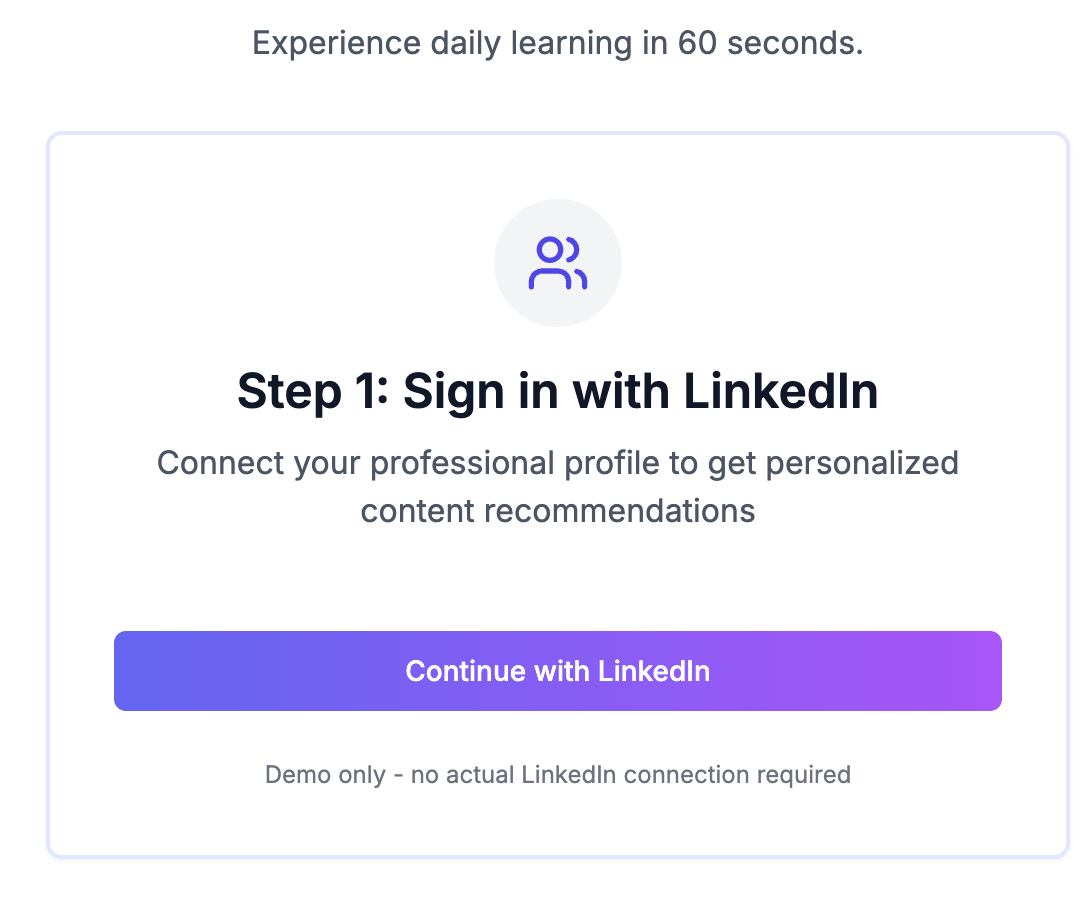 Experience daily learning in 60 seconds.
Step 1: Sign in with LinkedIn
Connect your professional profile to get personalized
content recommendations
Continue with LinkedIn
Demo only - no actual LinkedIn connection required